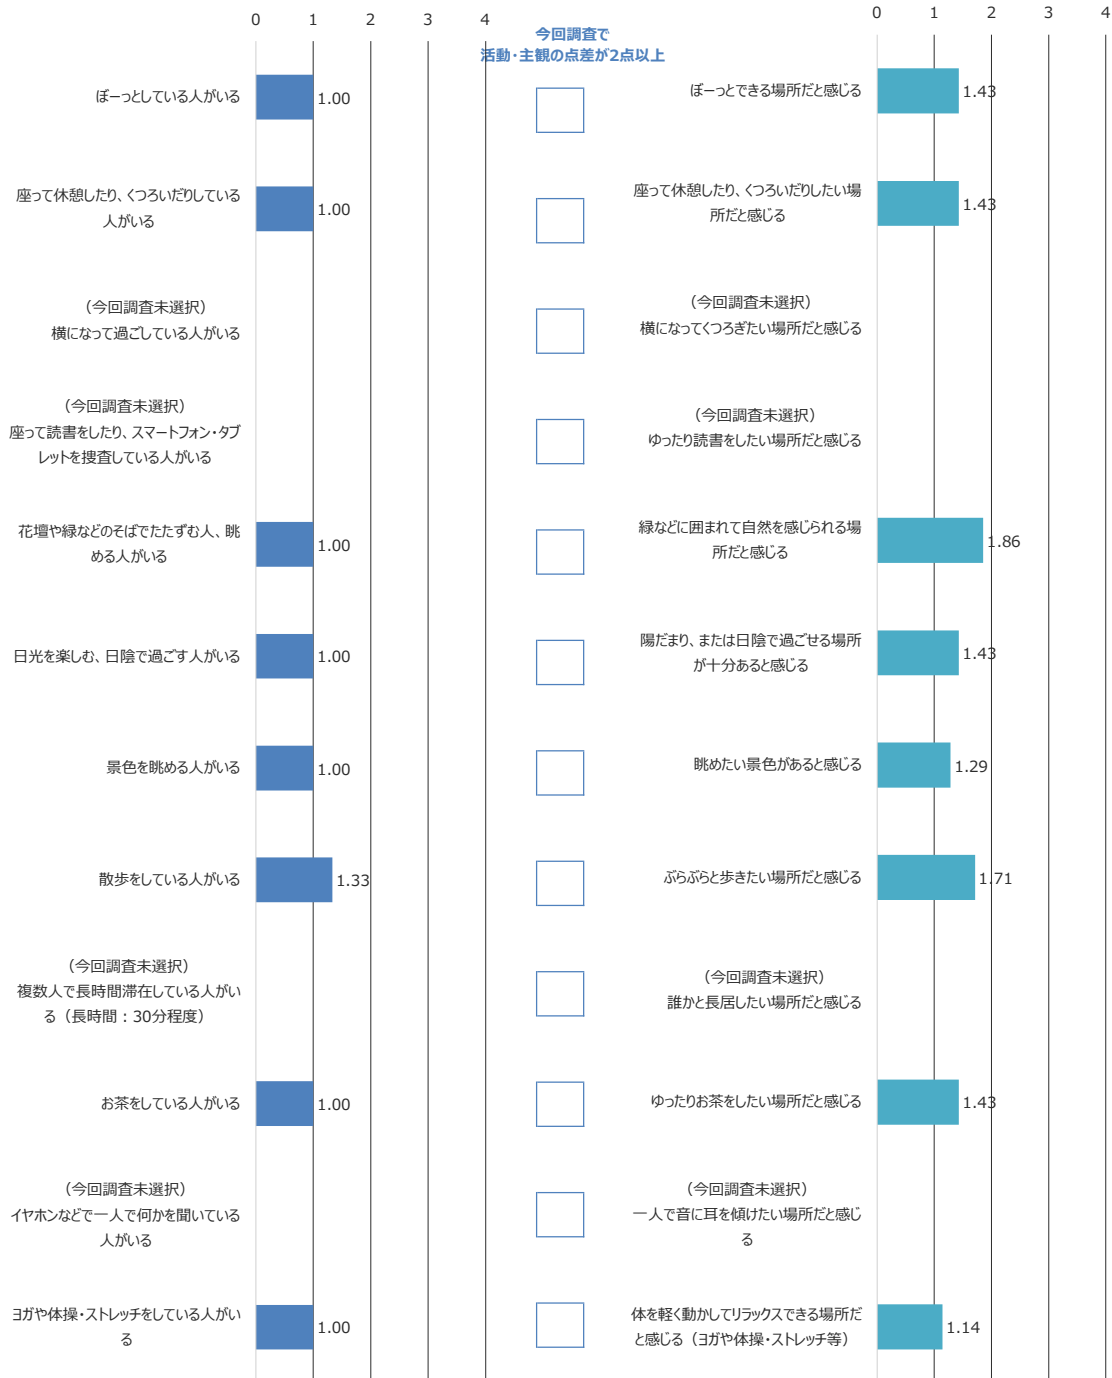 0 1 2 3 4
今回調査で
活動・主観の点差が2点以上
0 1 2 3 4
ぼーっとしている人がいる
1.00
ぼーっとできる場所だと感じる
1.43
座って休憩したり、くつろいだりしている
人がいる
1.00
座って休憩したり、くつろいだりしたい場
所だと感じる
1.43
（今回調査未選択）
横になって過ごしている人がいる
（今回調査未選択）
横になってくつろぎたい場所だと感じる
（今回調査未選択）
座って読書をしたり、スマートフォン・タブ
レットを捜査している人がいる
（今回調査未選択）
ゆったり読書をしたい場所だと感じる
花壇や緑などのそばでたたずむ人、眺
める人がいる
1.00
緑などに囲まれて自然を感じられる場
所だと感じる
1.86
日光を楽しむ、日陰で過ごす人がいる
1.00
陽だまり、または日陰で過ごせる場所
が十分あると感じる
1.43
景色を眺める人がいる
1.00
眺めたい景色があると感じる
1.29
散歩をしている人がいる
1.33
ぶらぶらと歩きたい場所だと感じる
1.71
（今回調査未選択）
複数人で長時間滞在している人がい
る（長時間：30分程度）
（今回調査未選択）
誰かと長居したい場所だと感じる
お茶をしている人がいる
1.00
ゆったりお茶をしたい場所だと感じる
1.43
（今回調査未選択）
イヤホンなどで一人で何かを聞いている
人がいる
（今回調査未選択）
一人で音に耳を傾けたい場所だと感じ
る
ヨガや体操・ストレッチをしている人がい
る
1.00
体を軽く動かしてリラックスできる場所だ
と感じる（ヨガや体操・ストレッチ等）
1.14